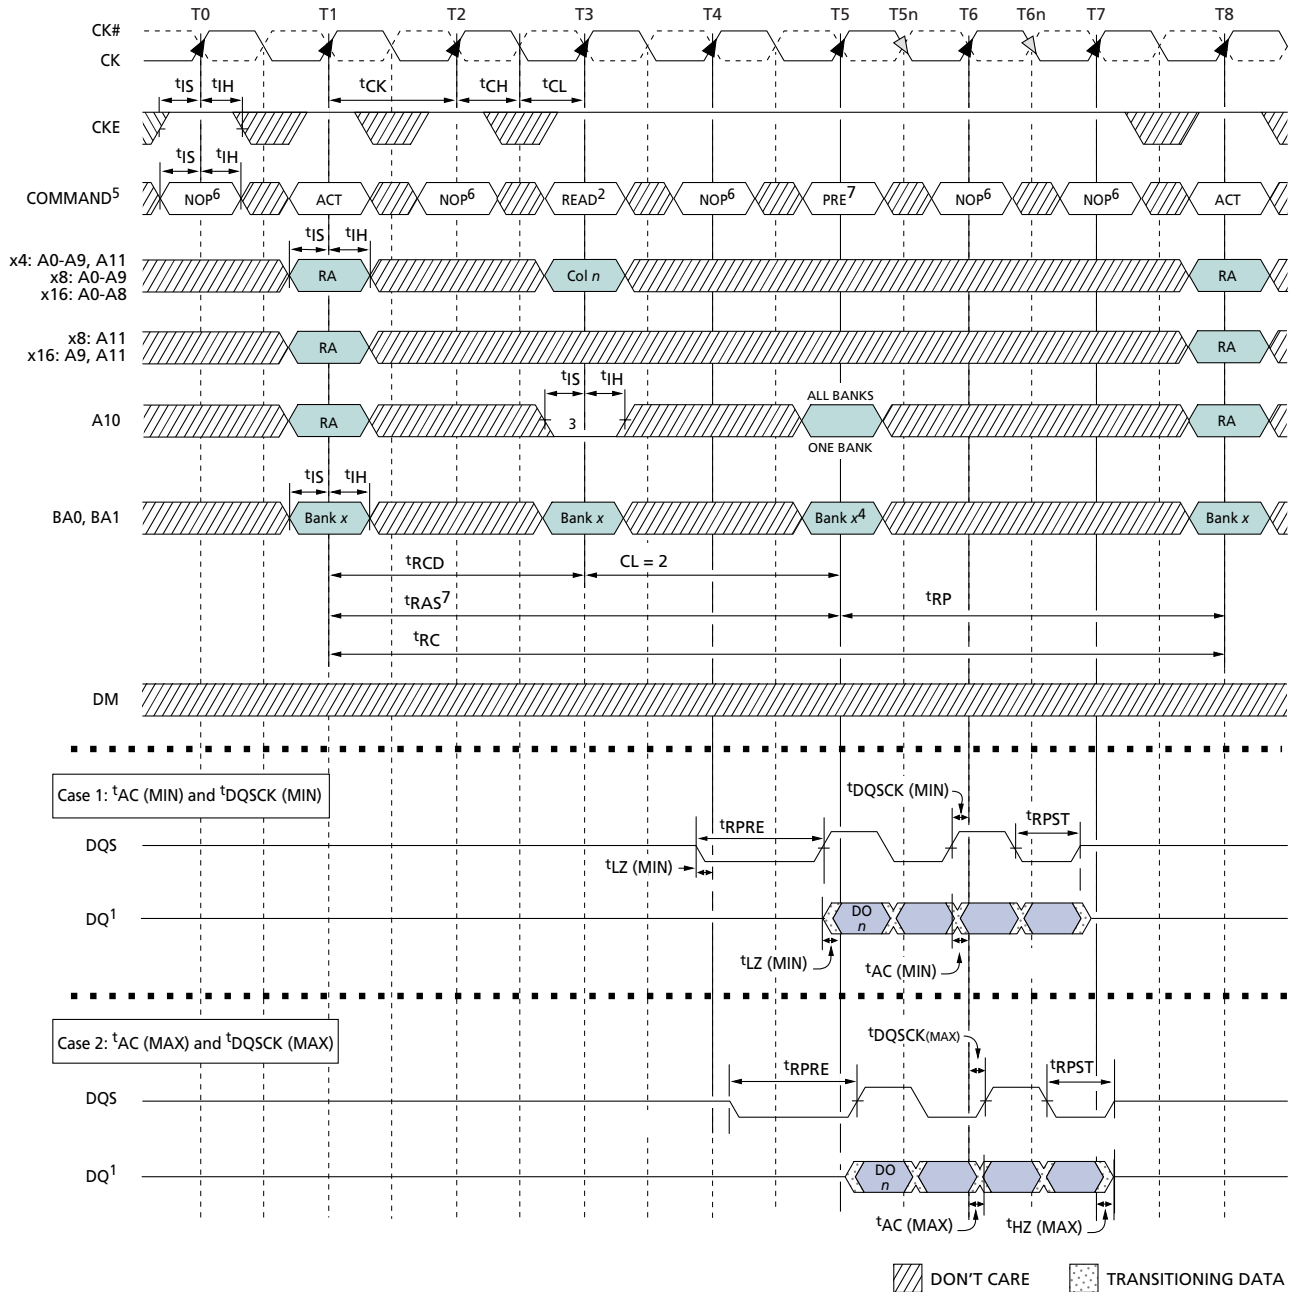 T0 T1 T2 T3 T4 T5 T5n T6 T6n T7 T8
CK#
CK
tIS tIH tCK tCH tCL
CKE
tIS tIH
COMMAND5 NOP6 ACT NOP6 READ2 NOP6 PRE7 NOP6 NOP6 ACT
tIS tIH
x4: A0-A9, A11
x8: A0-A9
x16: A0-A8
RA Col n RA
x8: A11
x16: A9, A11
RA RA
tIS tIH
ALL BANKS
A10 RA 3 RA
ONE BANK
tIS tIH
BA0, BA1 Bank x Bank x Bank x4 Bank x
tRCD CL = 2
tRAS7 tRP
tRC
DM
Case 1: tAC (MIN) and tDQSCK (MIN)
tDQSCK (MIN)
tRPRE tRPST
DQS
tLZ (MIN)
DQ1 DO
n
tLZ (MIN) tAC (MIN)
Case 2: tAC (MAX) and tDQSCK (MAX)
tDQSCK(MAX)
tRPRE tRPST
DQS
DQ1 DO
n
tAC (MAX) tHZ (MAX)
DON'T CARE TRANSITIONING DATA